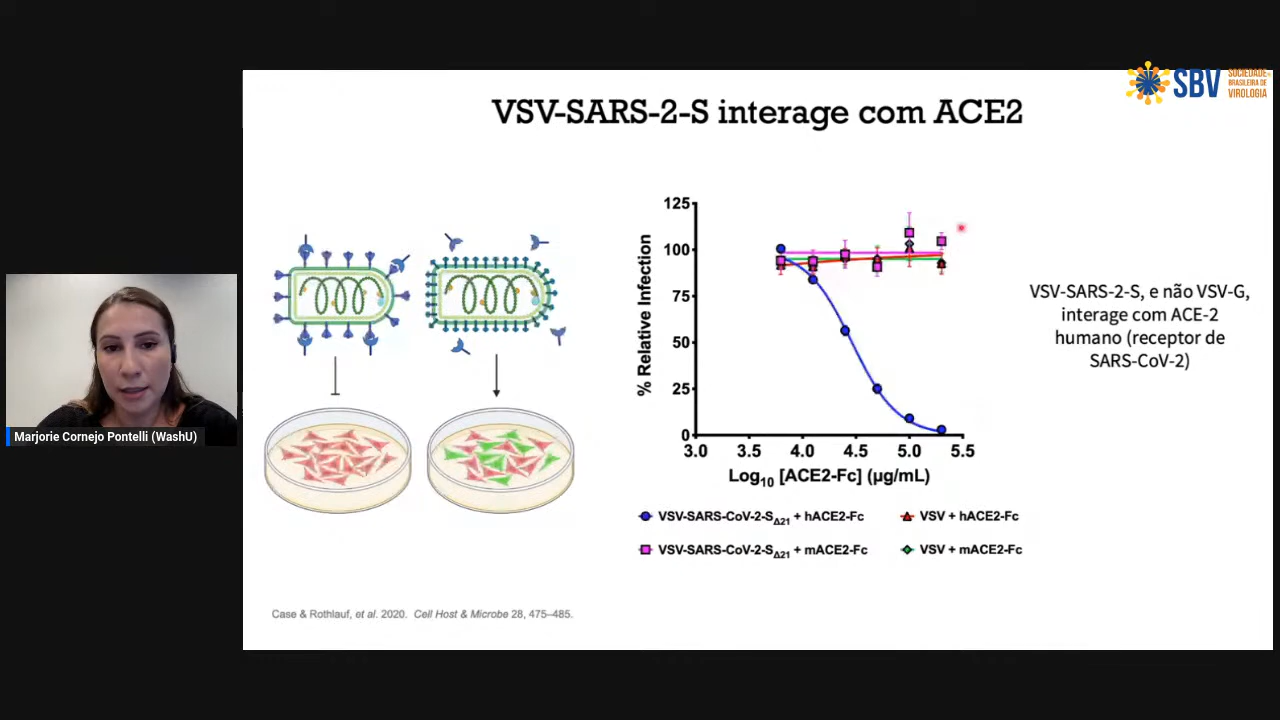 SBV
SOCIEDADE
BRASILEIRA DE
VIROLOGIA
VSV-SARS-2-S interage com ACE2
Marjorie Cornejo Pontelli (WashU)
% Relative Infection
125
100
75
50
25
0
3.0 3.5 4.0 4.5 5.0 5.5
Log10 [ACE2-Fc] (µg/mL)
VSV-SARS-CoV-2-SΔ21 + hACE2-Fc
VSV + hACE2-Fc
VSV-SARS-CoV-2-SΔ21 + mACE2-Fc
VSV + mACE2-Fc
VSV-SARS-2-S, e não VSV-G,
interage com ACE-2
humano (receptor de
SARS-CoV-2)
Case & Rothlauf, et al. 2020. Cell Host & Microbe 28, 475–485.